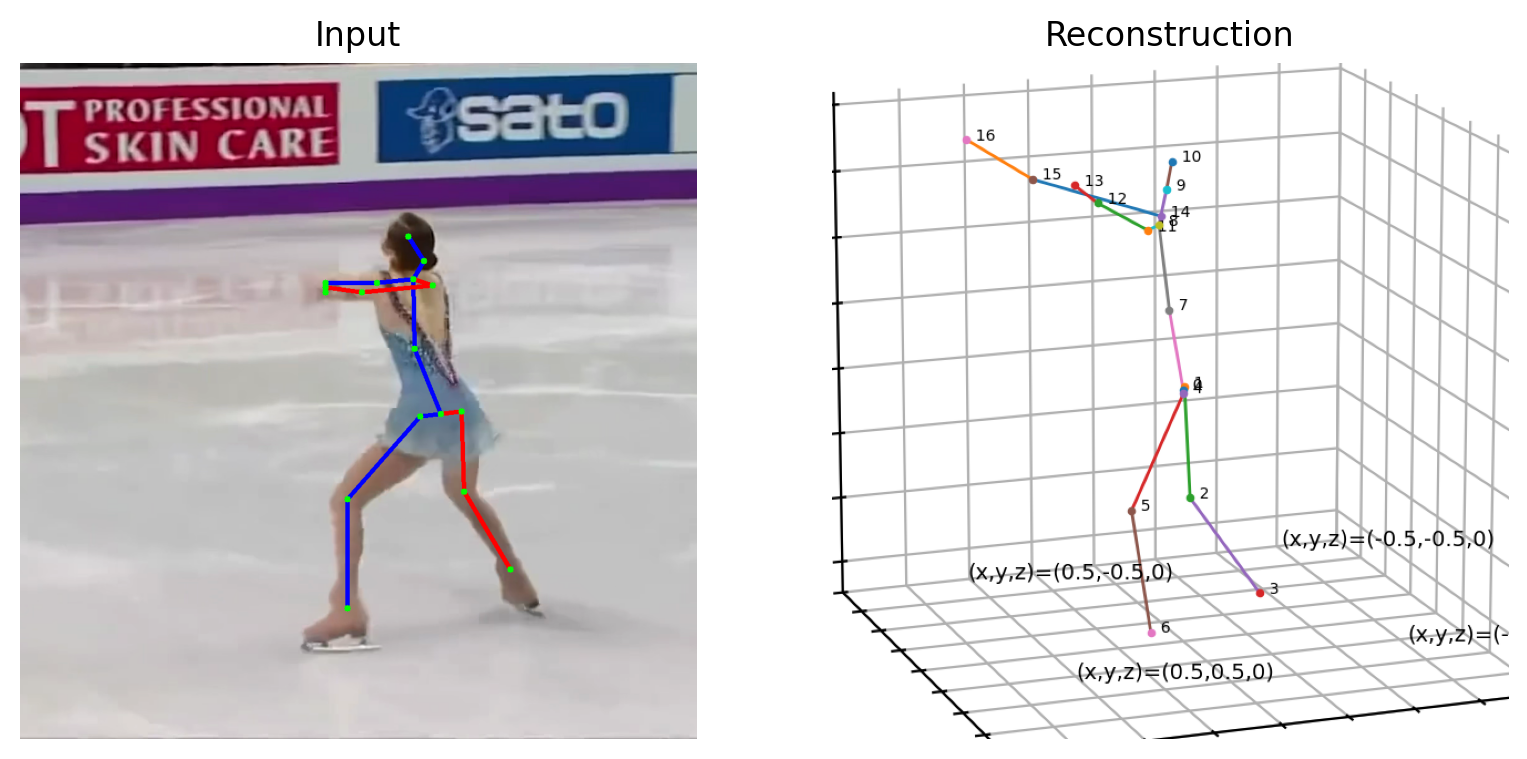 Input
Reconstruction
T PROFESSIONAL
SKIN CARE
sato
16
15
13
12
10
9
14
8
11
7
4
5
2
3
6
(x,y,z)=(-0.5,-0.5,0)
(x,y,z)=(0.5,-0.5,0)
(x,y,z)=(-
(x,y,z)=(0.5,0.5,0)